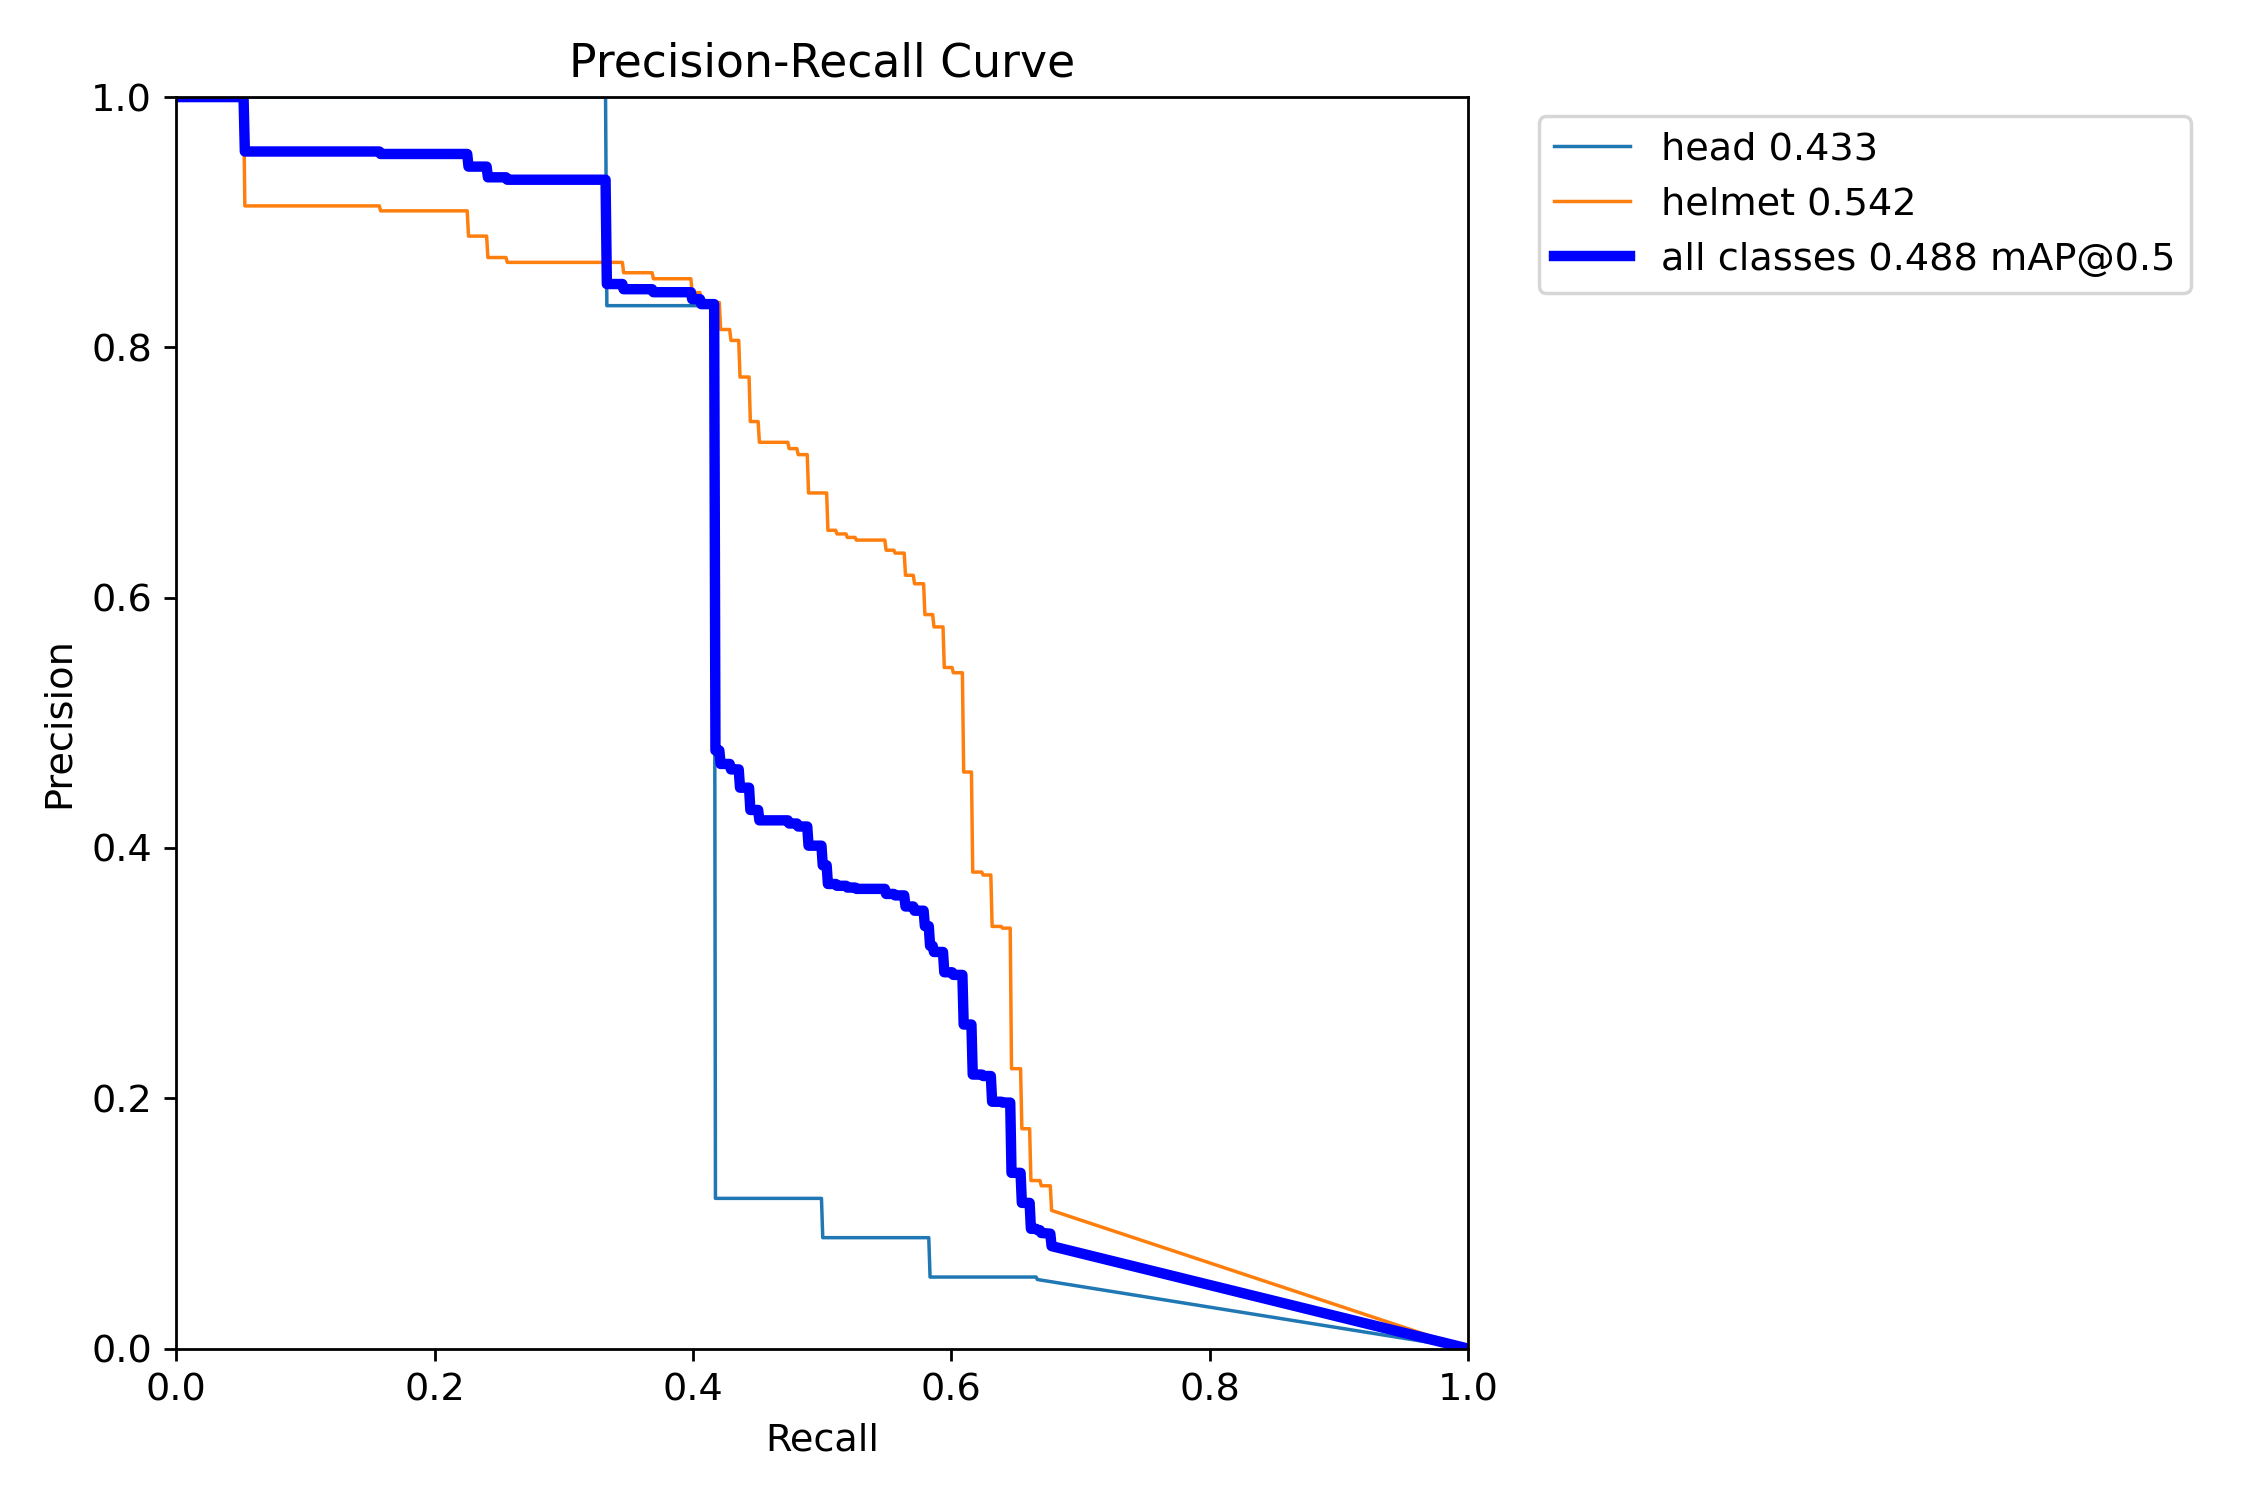 Precision-Recall Curve
head 0.433
helmet 0.542
all classes 0.488 mAP@0.5
Precision
1.0
0.8
0.6
0.4
0.2
0.0
0.0 0.2 0.4 0.6 0.8 1.0
Recall